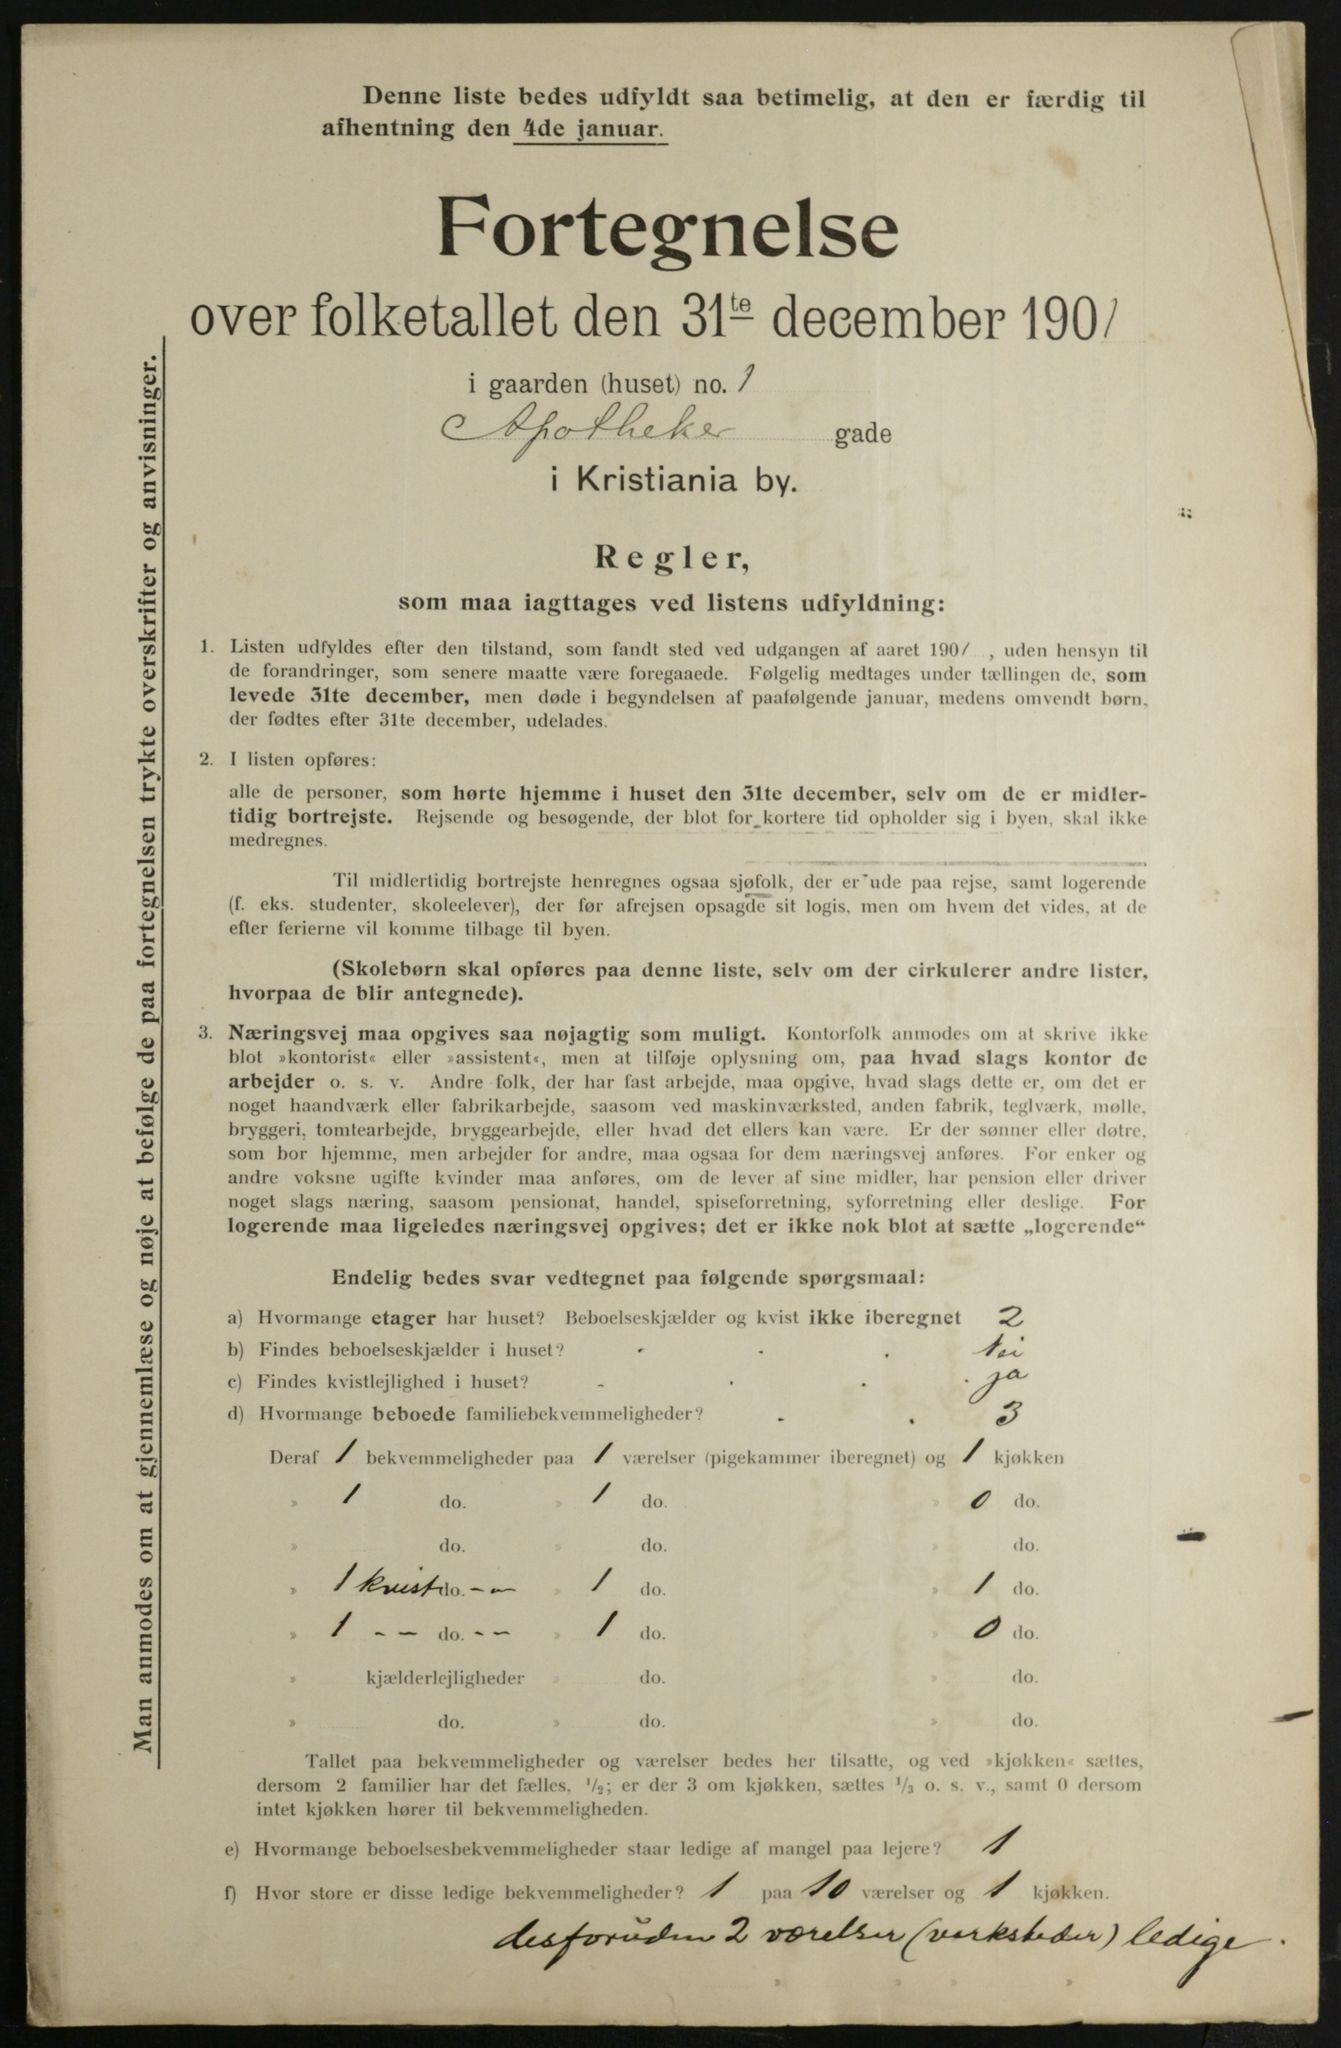 Denne liste bedes udfyldt saa betimelig, at den er færdig til
afhentning den 4de januar.
Fortegnelse
over folketallet den 31te december 1901
i gaarden (huset) no. 1
Apotheker gade
i Kristiania by.
Regler,
som maa iagttages ved listens udfyldning:
1. Listen udfyldes efter den tilstand, som fandt sted ved udgangen af aaret 1901, uden hensyn til
de forandringer, som senere maatte være foregaaede. Følgelig medtages under tællingen de, som
levede 31te december, men døde i begyndelsen af paafølgende januar, medens omvendt børn,
der fødtes efter 31te december, udelades.
2. I listen opføres:
alle de personer, som hørte hjemme i huset den 31te december, selv om de er midler-
tidig bortrejste. Rejsende og besøgende, der blot for kortere tid opholder sig i byen, skal ikke
medregnes.
Til midlertidig bortrejste henregnes ogsaa sjøfolk, der er ude paa rejse, samt logerende
(f. eks. studenter, skoleelever), der før afrejsen opsagde sit logis, men om hvem det vides, at de
efter ferierne vil komme tilbage til byen.
(Skolebørn skal opføres paa denne liste, selv om der cirkulerer andre lister,
hvorpaa de blir antegnede).
3. Næringsvej maa opgives saa nøjagtig som muligt. Kontorfolk anmodes om at skrive ikke
blot »kontorist« eller »assistent«, men at tilføje oplysning om, paa hvad slags kontor de
arbejder o. s. v. Andre folk, der har fast arbejde, maa opgive, hvad slags dette er, om det er
noget haandværk eller fabrikarbejde, saasom ved maskinværksted, anden fabrik, teglværk, mølle,
bryggeri, tomtearbejde, bryggearbejde, eller hvad det ellers kan være. Er der sønner eller døtre,
som bor hjemme, men arbejder for andre, maa ogsaa for dem næringsvej anføres. For enker og
andre voksne ugifte kvinder maa anføres, om de lever af sine midler, har pension eller driver
noget slags næring, saasom pensionat, handel, spiseforretning, syforretning eller deslige. For
logerende maa ligeledes næringsvej opgives; det er ikke nok blot at sætte „logerende“
Endelig bedes svar vedtegnet paa følgende spørgsmaal:
a) Hvormange etager har huset? Beboelseskjælder og kvist ikke iberegnet 2
b) Findes beboelseskjælder i huset? Nei
c) Findes kvistlejlighed i huset? ja
d) Hvormange beboede familiebekvemmeligheder? 3
Deraf 1 bekvemmeligheder paa 1 værelser (pigekammer iberegnet) og 1 kjøkken
» 1 do. » 1 do. » 0 do.
» do. » do. » do.
» 1 kvist do. -- » 1 do. » 1 do.
» 1 -- do. -- » 1 do. » 0 do.
» kjælderlejligheder » do. » do.
» do. » do. » do.
Tallet paa bekvemmeligheder og værelser bedes her tilsatte, og ved »kjøkken« sættes,
dersom 2 familier har det fælles, 1/2; er der 3 om kjøkken, sættes 1/3 o. s. v., samt 0 dersom
intet kjøkken hører til bekvemmeligheden.
e) Hvormange beboelsesbekvemmeligheder staar ledige af mangel paa lejere? 1
f) Hvor store er disse ledige bekvemmeligheder? 1 paa 10 værelser og 1 kjøkken.
desforuden 2 værelser (verksteder) ledige.
Man anmodes om at gjennemlæse og nøje at befølge de paa fortegnelsen trykte overskrifter og anvisninger.